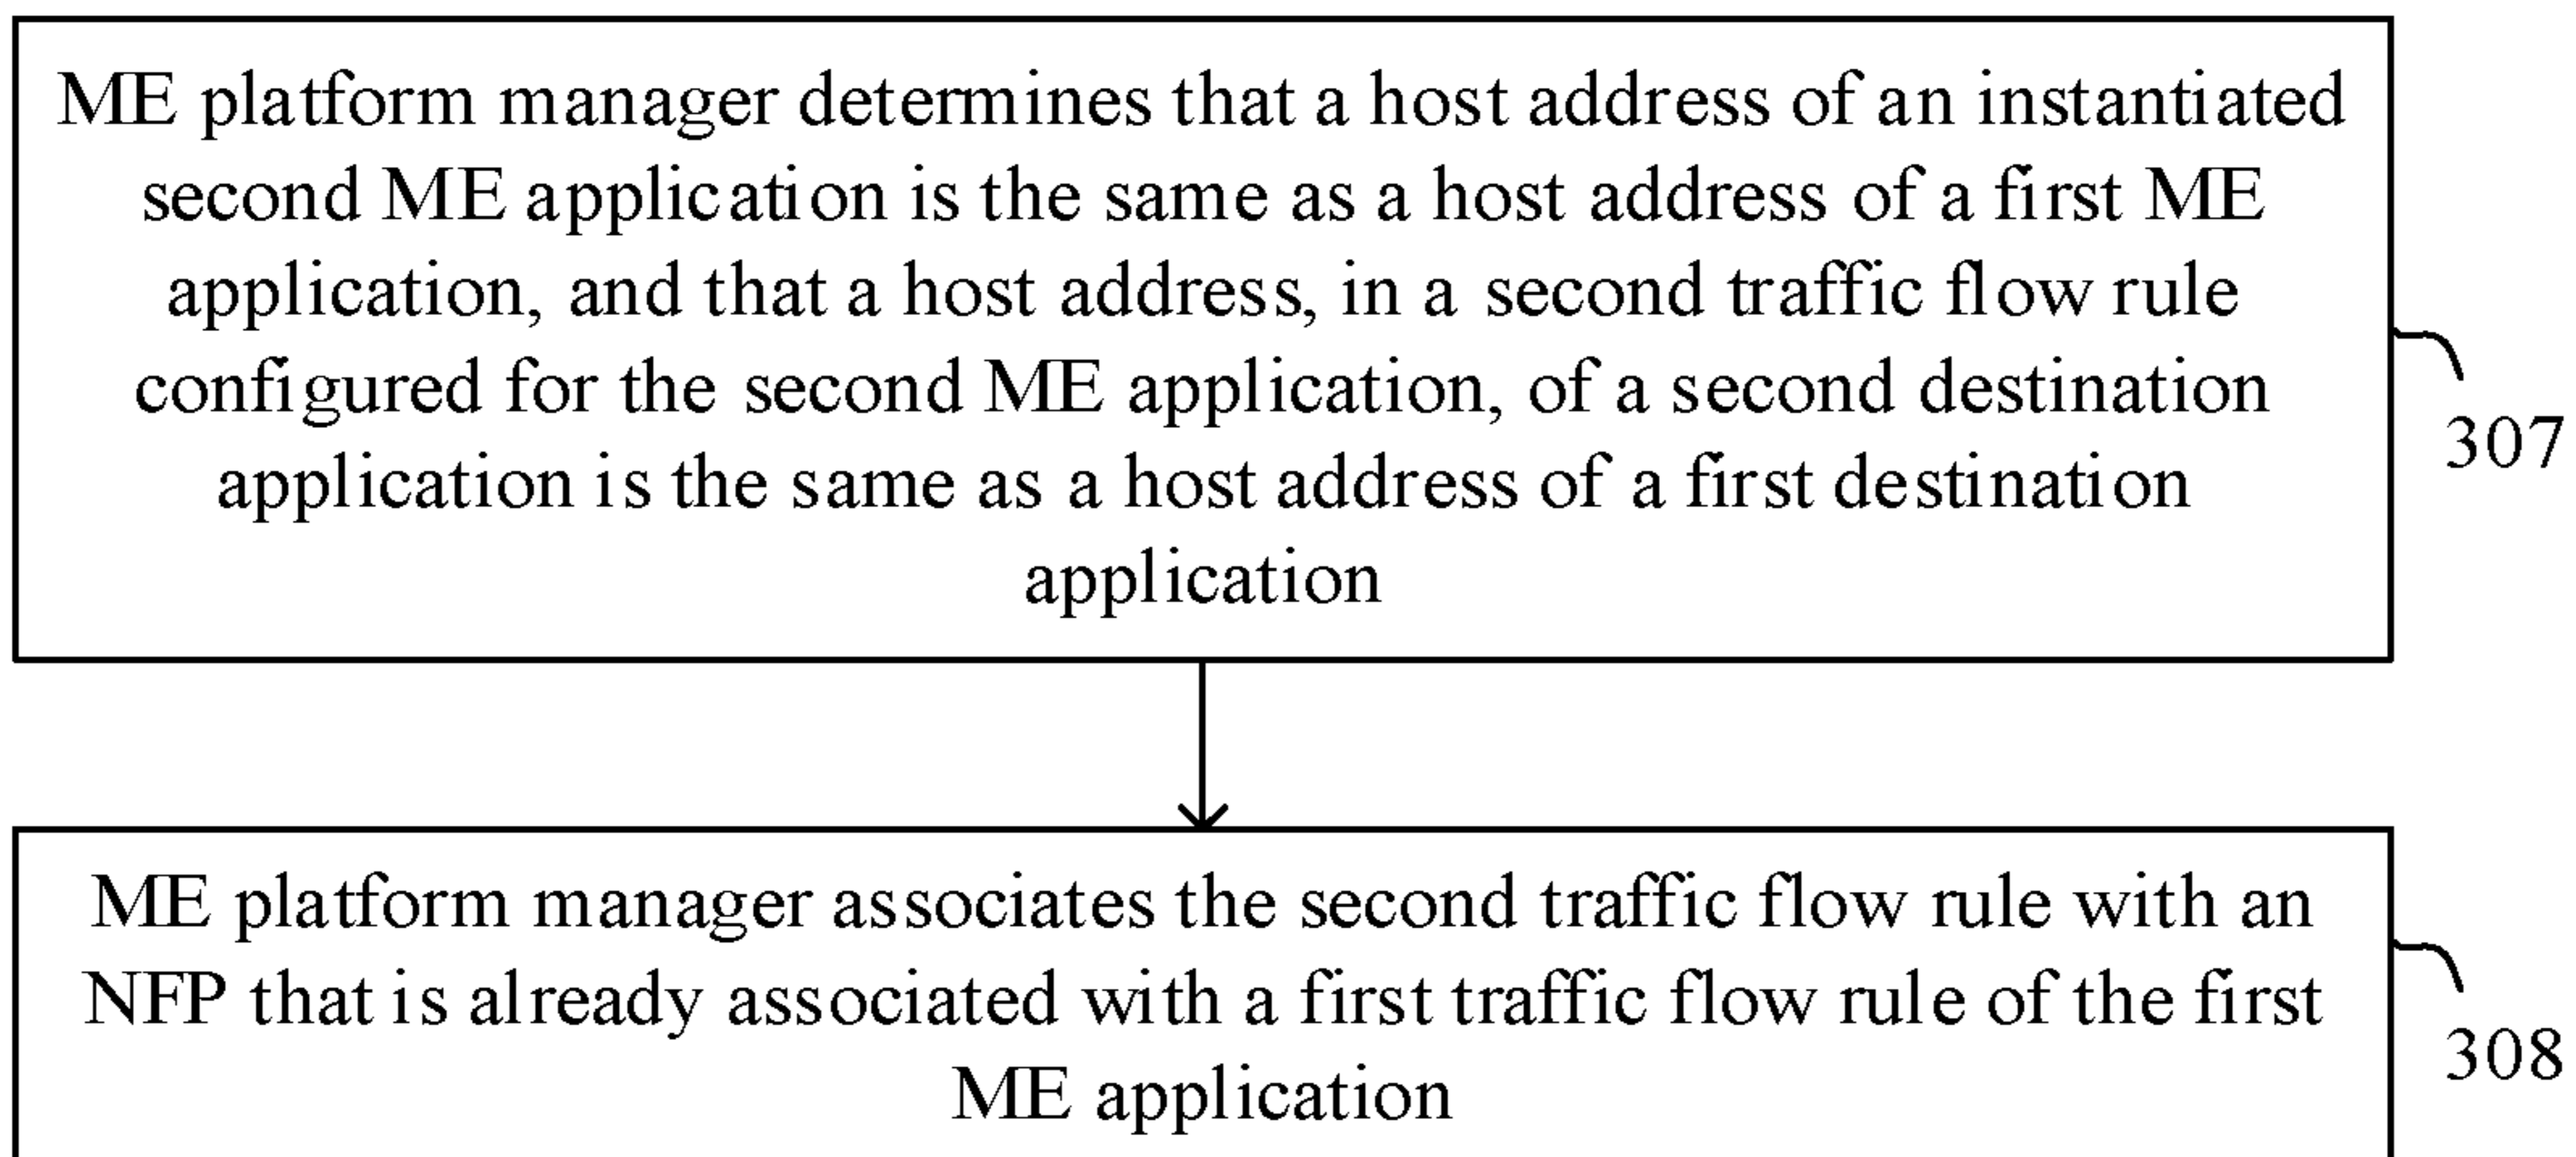 ME platform manager determines that a host address of an instantiated
second ME application is the same as a host address of a first ME
application, and that a host address, in a second traffic flow rule
configured for the second ME application, of a second destination
application is the same as a host address of a first destination
application
307
ME platform manager associates the second traffic flow rule with an
NFP that is already associated with a first traffic flow rule of the first
ME application
308